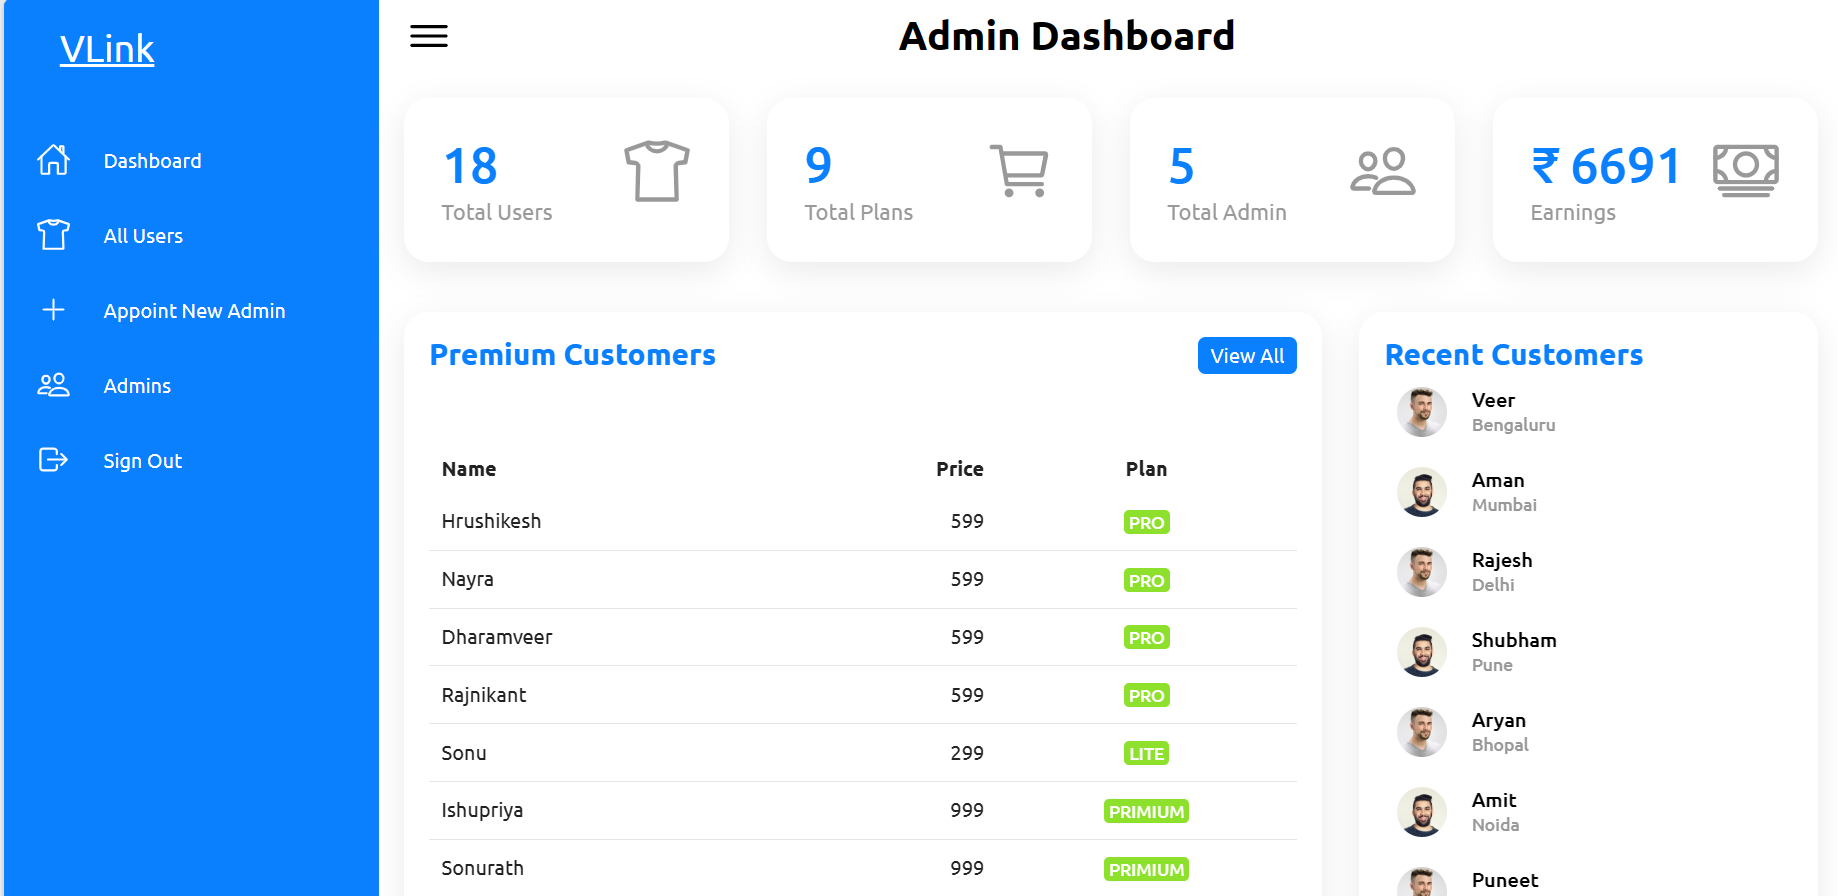 VLink
Dashboard
All Users
Appoint New Admin
Admins
Sign Out
Admin Dashboard
18
Total Users
9
Total Plans
5
Total Admin
₹ 6691
Earnings
Premium Customers
View All
Name Price Plan
Hrushikesh 599 PRO
Nayra 599 PRO
Dharamveer 599 PRO
Rajnikant 599 PRO
Sonu 299 LITE
Ishupriya 999 PRIMIUM
Sonurath 999 PRIMIUM
Recent Customers
Veer
Bengaluru
Aman
Mumbai
Rajesh
Delhi
Shubham
Pune
Aryan
Bhopal
Amit
Noida
Puneet